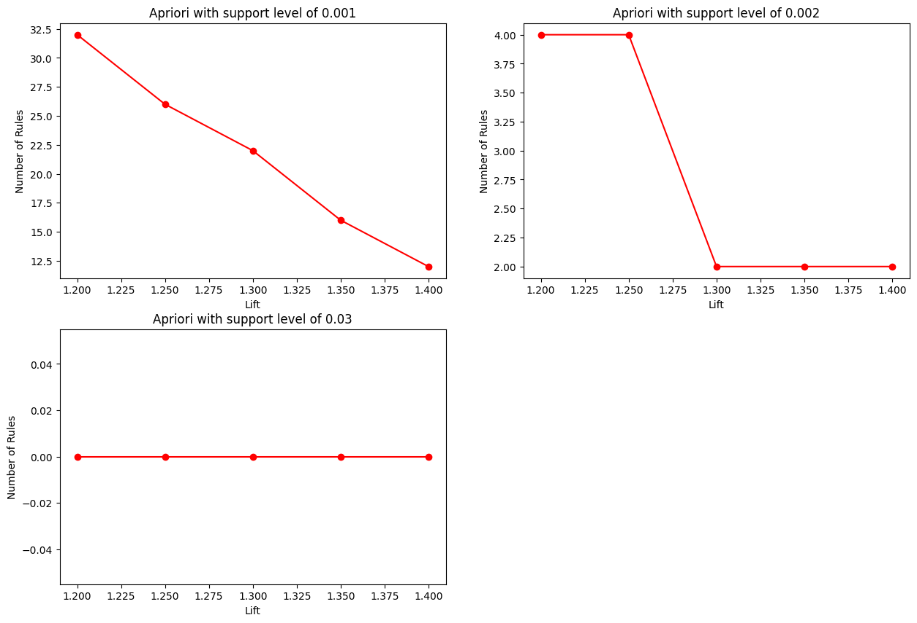 Apriori with support level of 0.001
32.5
30.0
27.5
25.0
22.5
20.0
17.5
15.0
12.5
Number of Rules
1.200 1.225 1.250 1.275 1.300 1.325 1.350 1.375 1.400
Lift
Apriori with support level of 0.002
4.00
3.75
3.50
3.25
3.00
2.75
2.50
2.25
2.00
Number of Rules
1.200 1.225 1.250 1.275 1.300 1.325 1.350 1.375 1.400
Lift
Apriori with support level of 0.03
0.04
0.02
0.00
−0.02
−0.04
Number of Rules
1.200 1.225 1.250 1.275 1.300 1.325 1.350 1.375 1.400
Lift